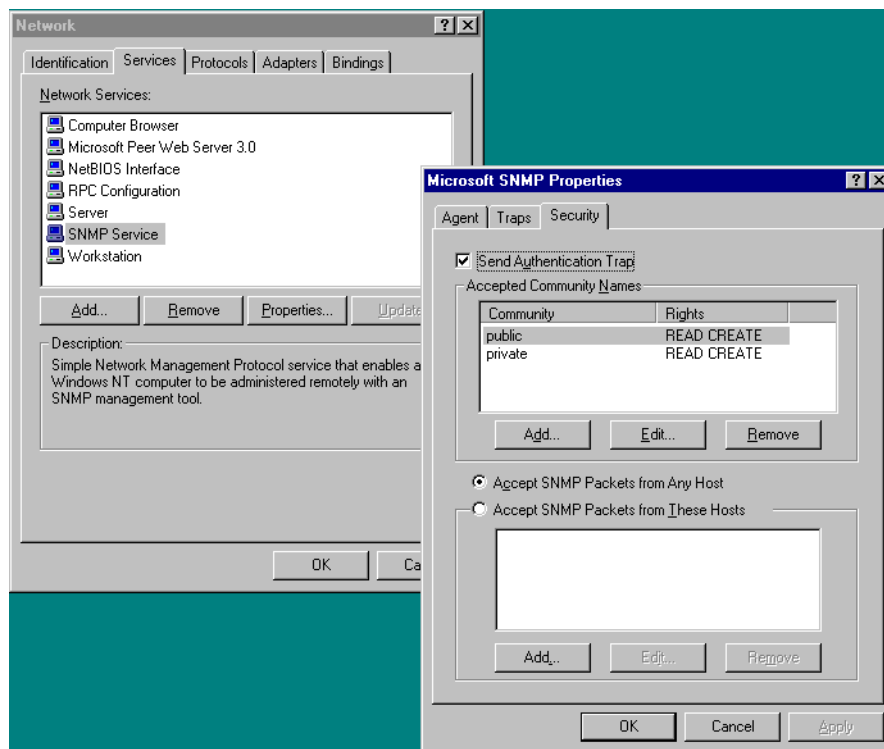 Network
Identification Services Protocols Adapters Bindings
Network Services:
Computer Browser
Microsoft Peer Web Server 3.0
NetBIOS Interface
RPC Configuration
Server
SNMP Service
Workstation
Add... Remove Properties... Update
Description:
Simple Network Management Protocol service that enables a
Windows NT computer to be administered remotely with an
SNMP management tool.
OK Ca
Microsoft SNMP Properties
Agent Traps Security
Send Authentication Trap
Accepted Community Names
Community Rights
public READ CREATE
private READ CREATE
Add... Edit... Remove
Accept SNMP Packets from Any Host
Accept SNMP Packets from These Hosts
Add... Edit... Remove
OK Cancel Apply